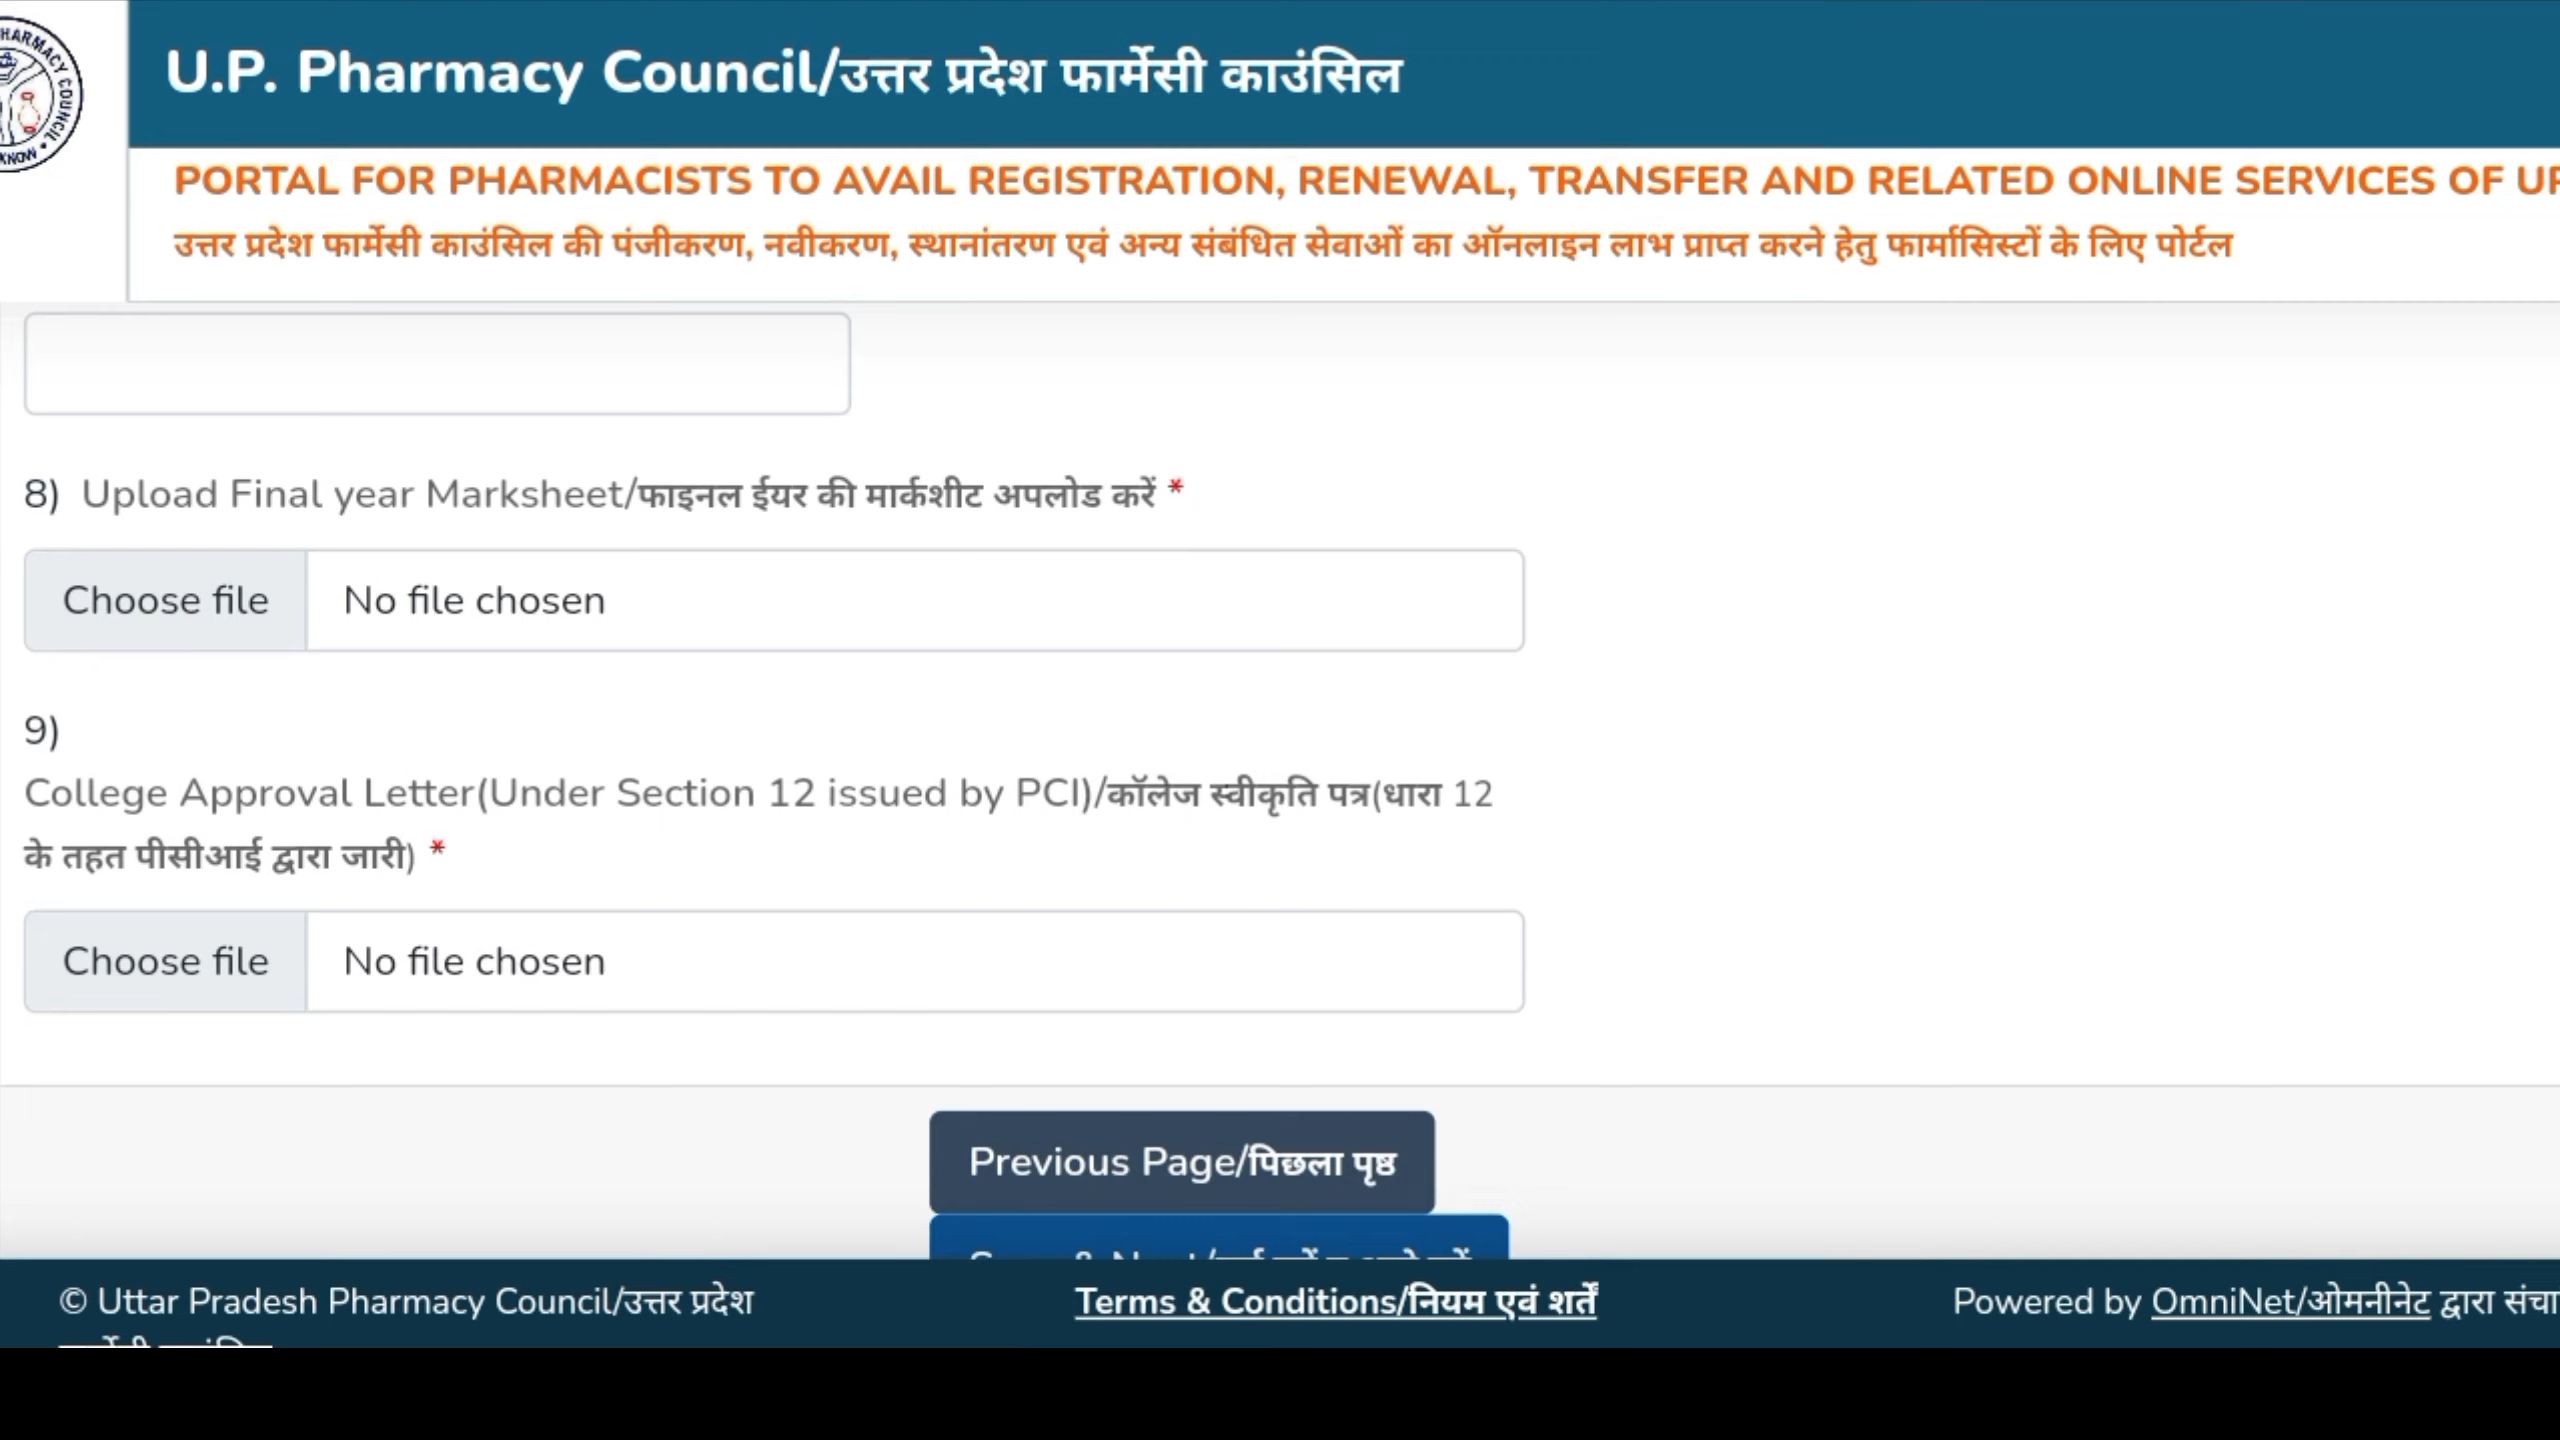 HARMACY COUNCIL
KNOW
U.P. Pharmacy Council/उत्तर प्रदेश फार्मेसी काउंसिल
PORTAL FOR PHARMACISTS TO AVAIL REGISTRATION, RENEWAL, TRANSFER AND RELATED ONLINE SERVICES OF UP
उत्तर प्रदेश फार्मेसी काउंसिल की पंजीकरण, नवीकरण, स्थानांतरण एवं अन्य संबंधित सेवाओं का ऑनलाइन लाभ प्राप्त करने हेतु फार्मासिस्टों के लिए पोर्टल
8) Upload Final year Marksheet/फाइनल ईयर की मार्कशीट अपलोड करें *
Choose file No file chosen
9)
College Approval Letter(Under Section 12 issued by PCI)/कॉलेज स्वीकृति पत्र(धारा 12
के तहत पीसीआई द्वारा जारी) *
Choose file No file chosen
Previous Page/पिछला पृष्ठ
© Uttar Pradesh Pharmacy Council/उत्तर प्रदेश
Terms & Conditions/नियम एवं शर्तें
Powered by OmniNet/ओमनीनेट द्वारा संचा